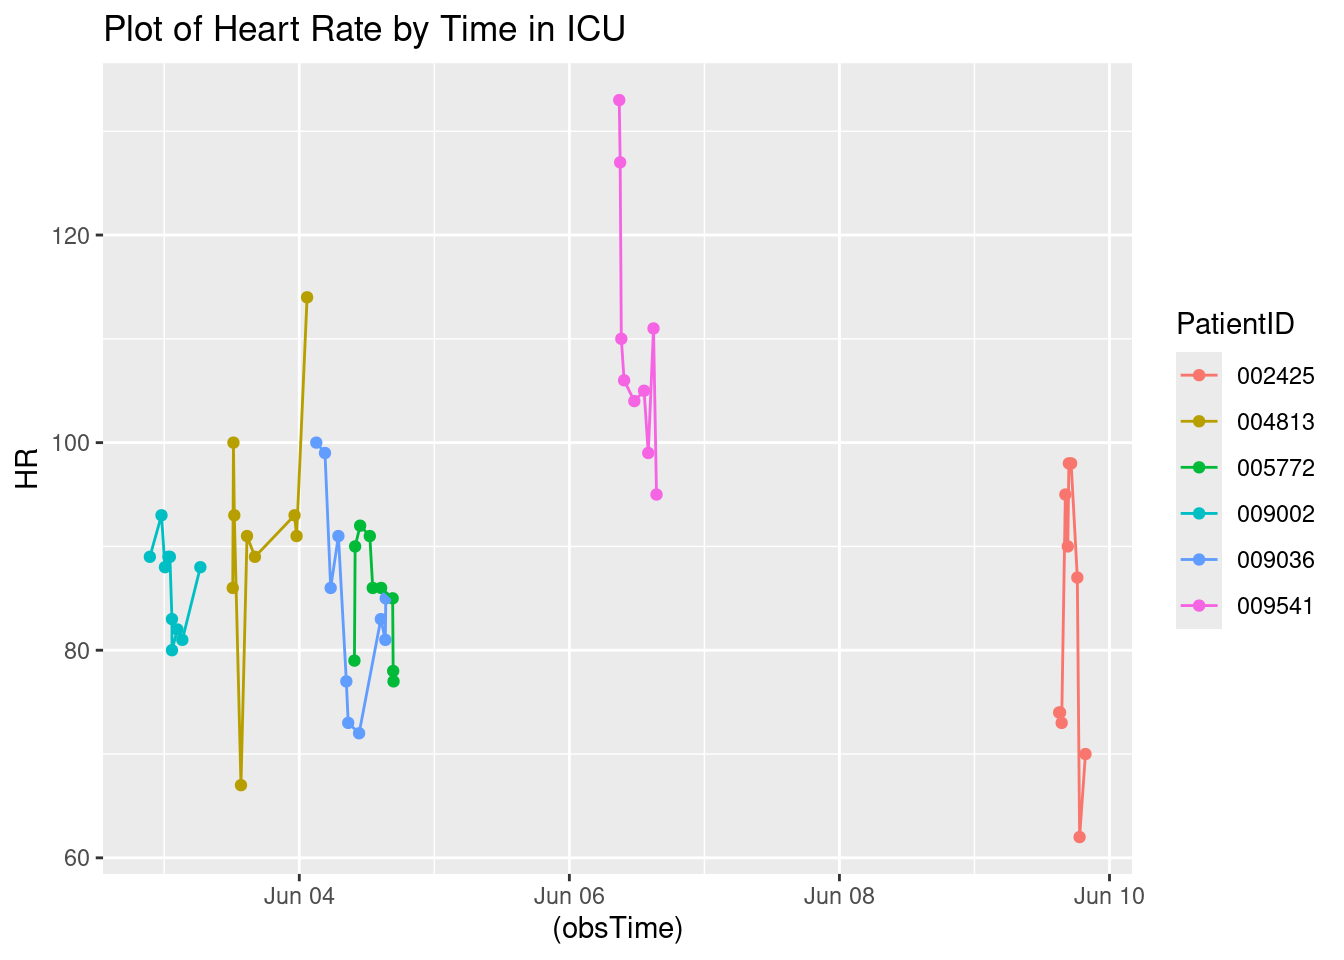 Plot of Heart Rate by Time in ICU
HR
120
100
80
60
Jun 04
Jun 06
Jun 08
Jun 10
(obsTime)
PatientID
002425
004813
005772
009002
009036
009541